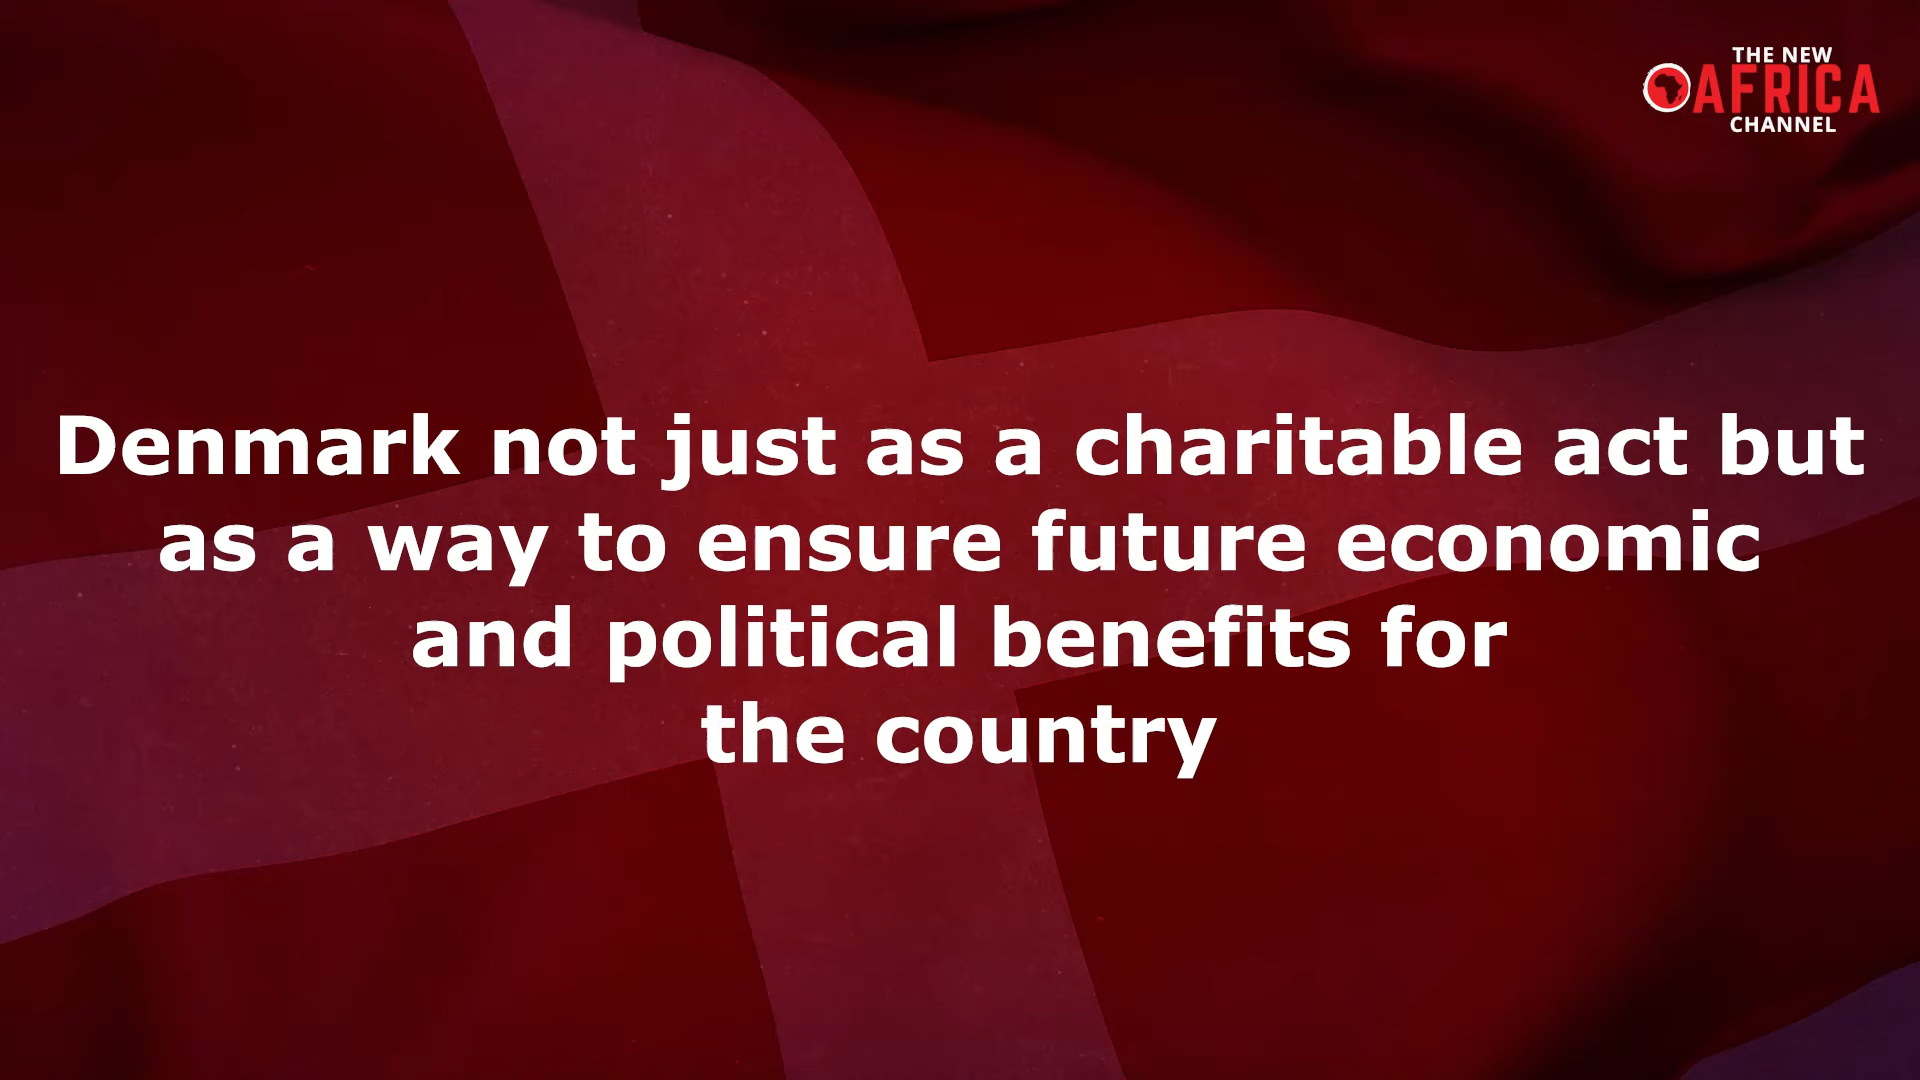 THE NEW
AFRICA
CHANNEL
Denmark not just as a charitable act but
as a way to ensure future economic
and political benefits for
the country